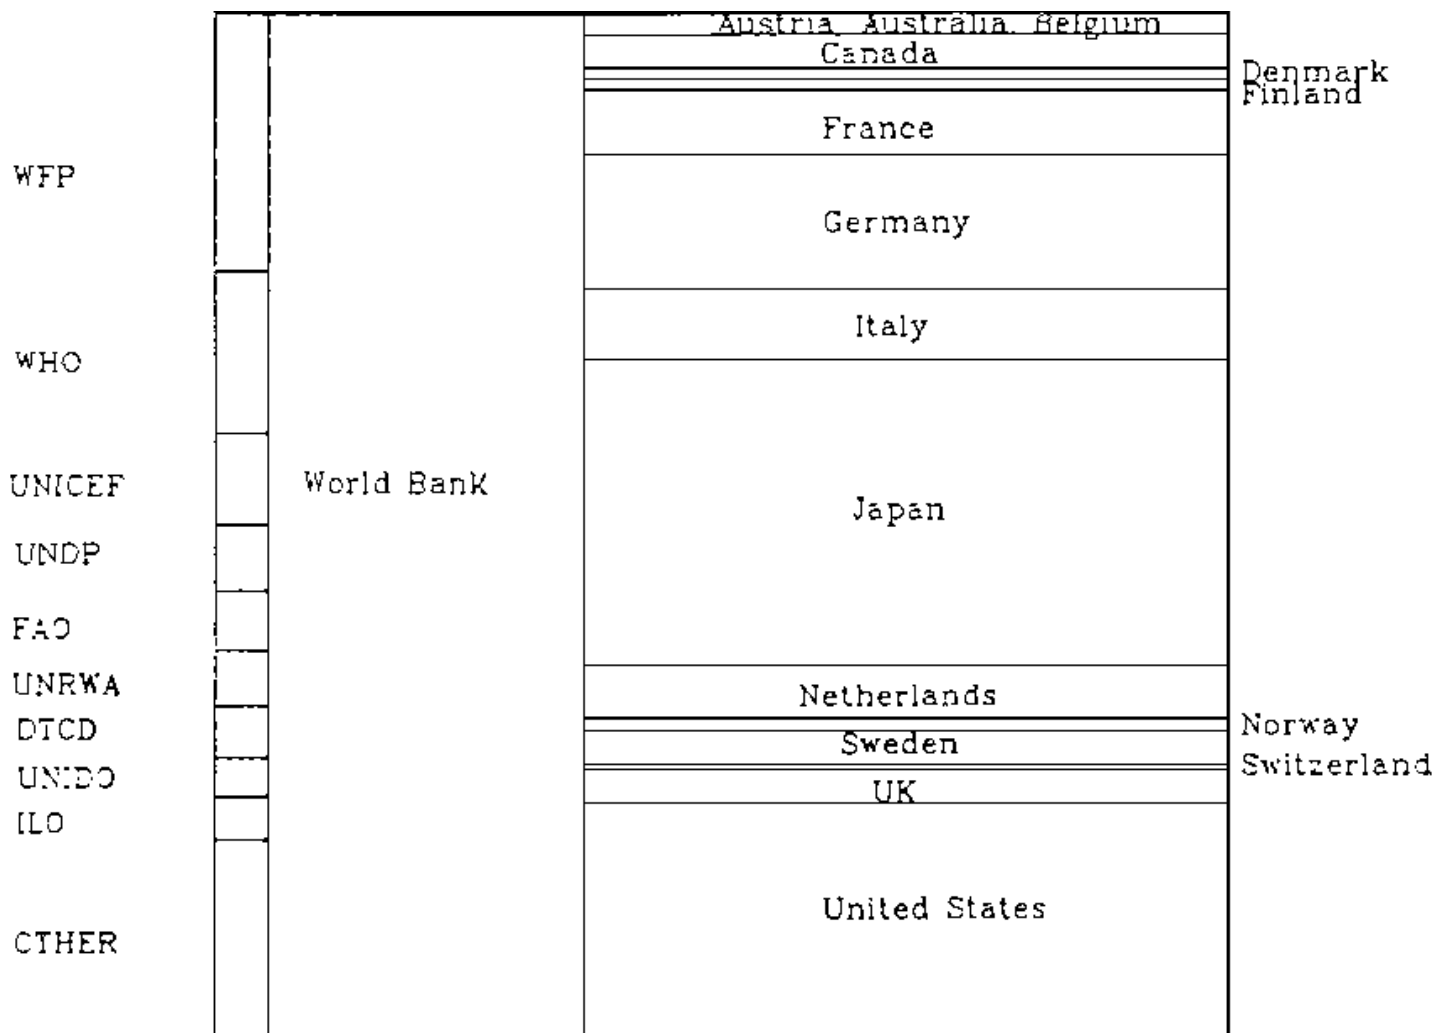 Austria, Australia, Belgium
Canada
Denmark
Finland
France
WFP
Germany
Italy
WHO
UNICEF
World Bank
Japan
UNDP
FAO
UNRWA
Netherlands
DTCD
Norway
Sweden
Switzerland
UNIDO
UK
ILO
United States
OTHER